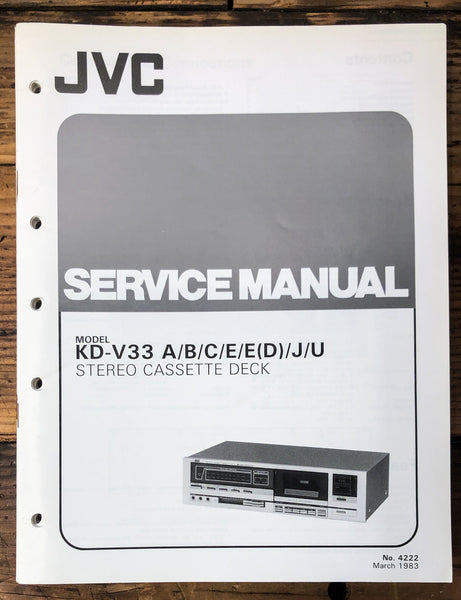 JVC
SERVICE MANUAL
MODEL
KD-V33 A/B/C/E/E(D)/J/U
STEREO CASSETTE DECK
No. 4222
March 1983